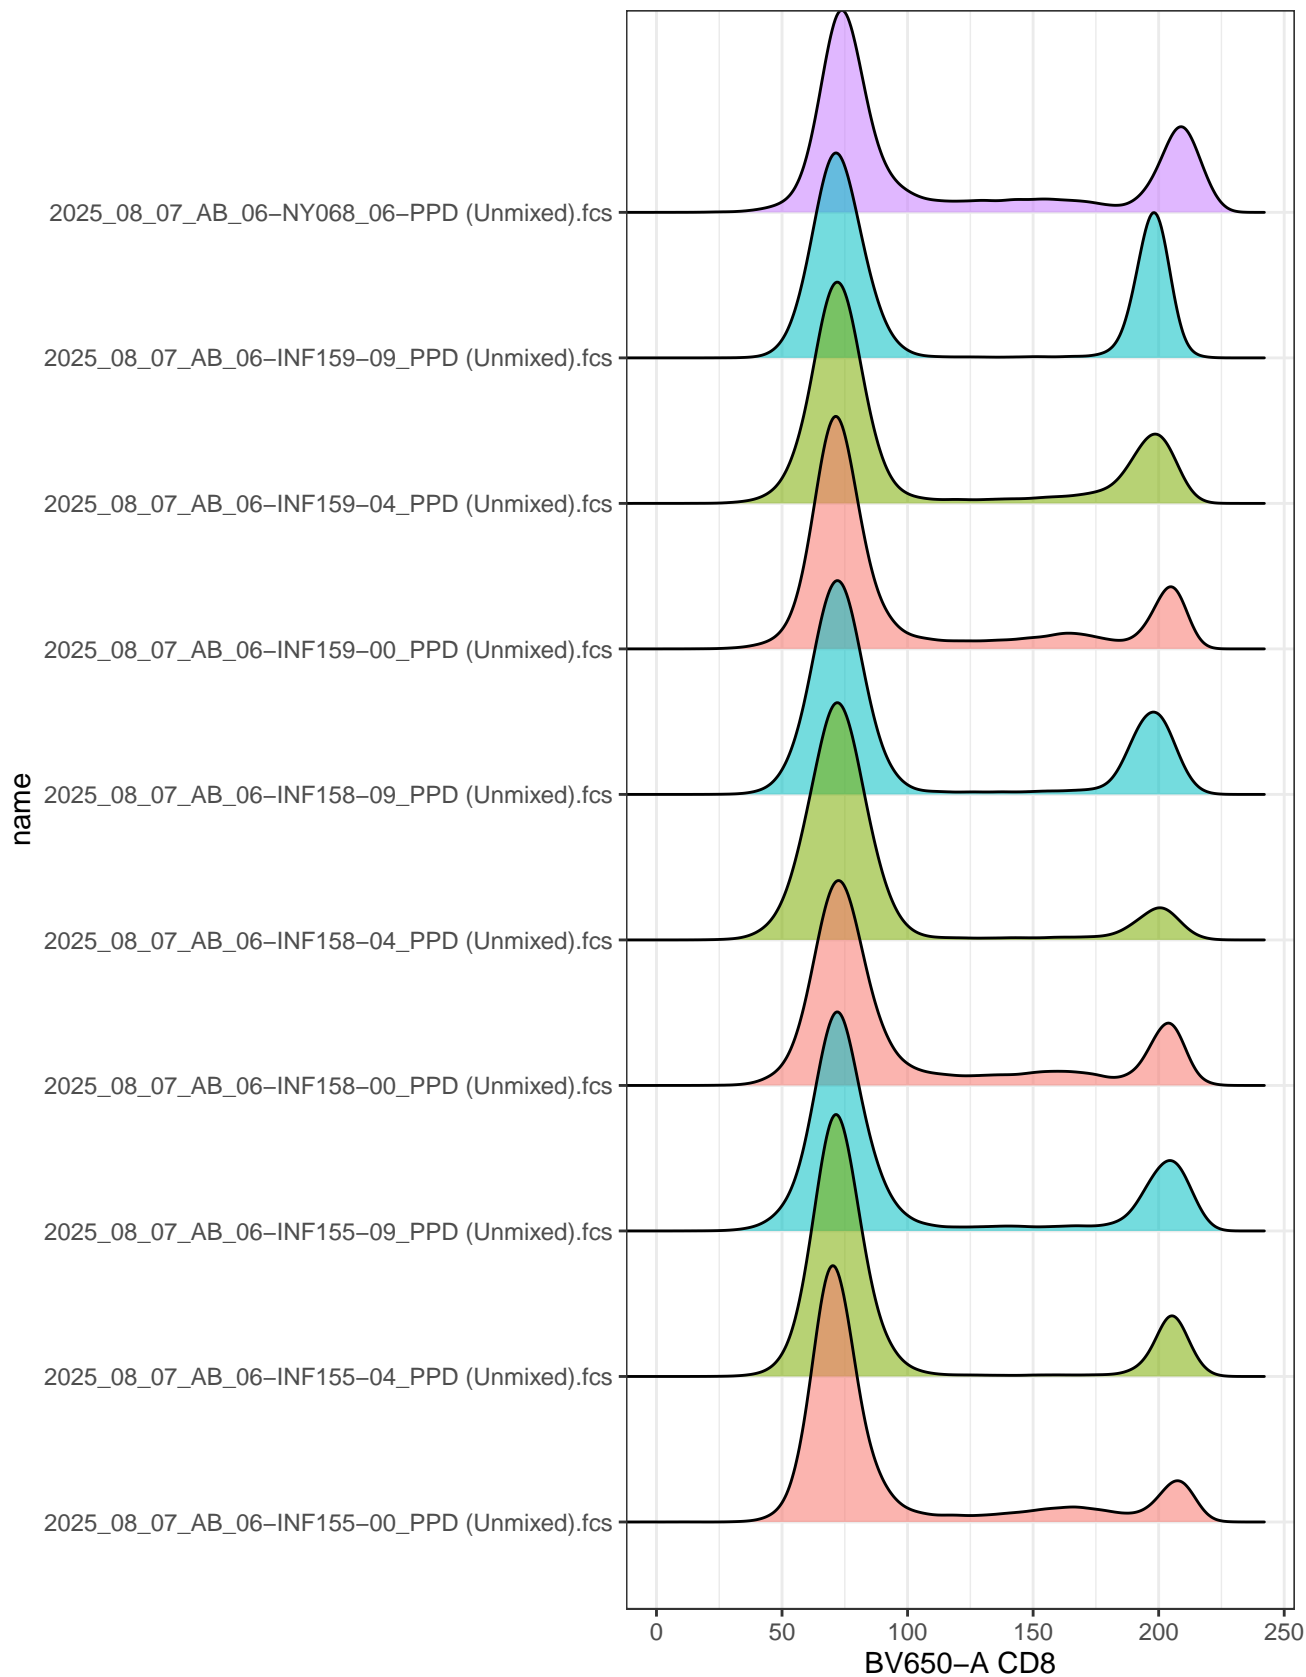 2025_08_07_AB_06−NY068_06−PPD (Unmixed).fcs
2025_08_07_AB_06−INF159−09_PPD (Unmixed).fcs
2025_08_07_AB_06−INF159−04_PPD (Unmixed).fcs
2025_08_07_AB_06−INF159−00_PPD (Unmixed).fcs
name
2025_08_07_AB_06−INF158−09_PPD (Unmixed).fcs
2025_08_07_AB_06−INF158−04_PPD (Unmixed).fcs
2025_08_07_AB_06−INF158−00_PPD (Unmixed).fcs
2025_08_07_AB_06−INF155−09_PPD (Unmixed).fcs
2025_08_07_AB_06−INF155−04_PPD (Unmixed).fcs
2025_08_07_AB_06−INF155−00_PPD (Unmixed).fcs
0 50 100 150 200 250
BV650−A CD8